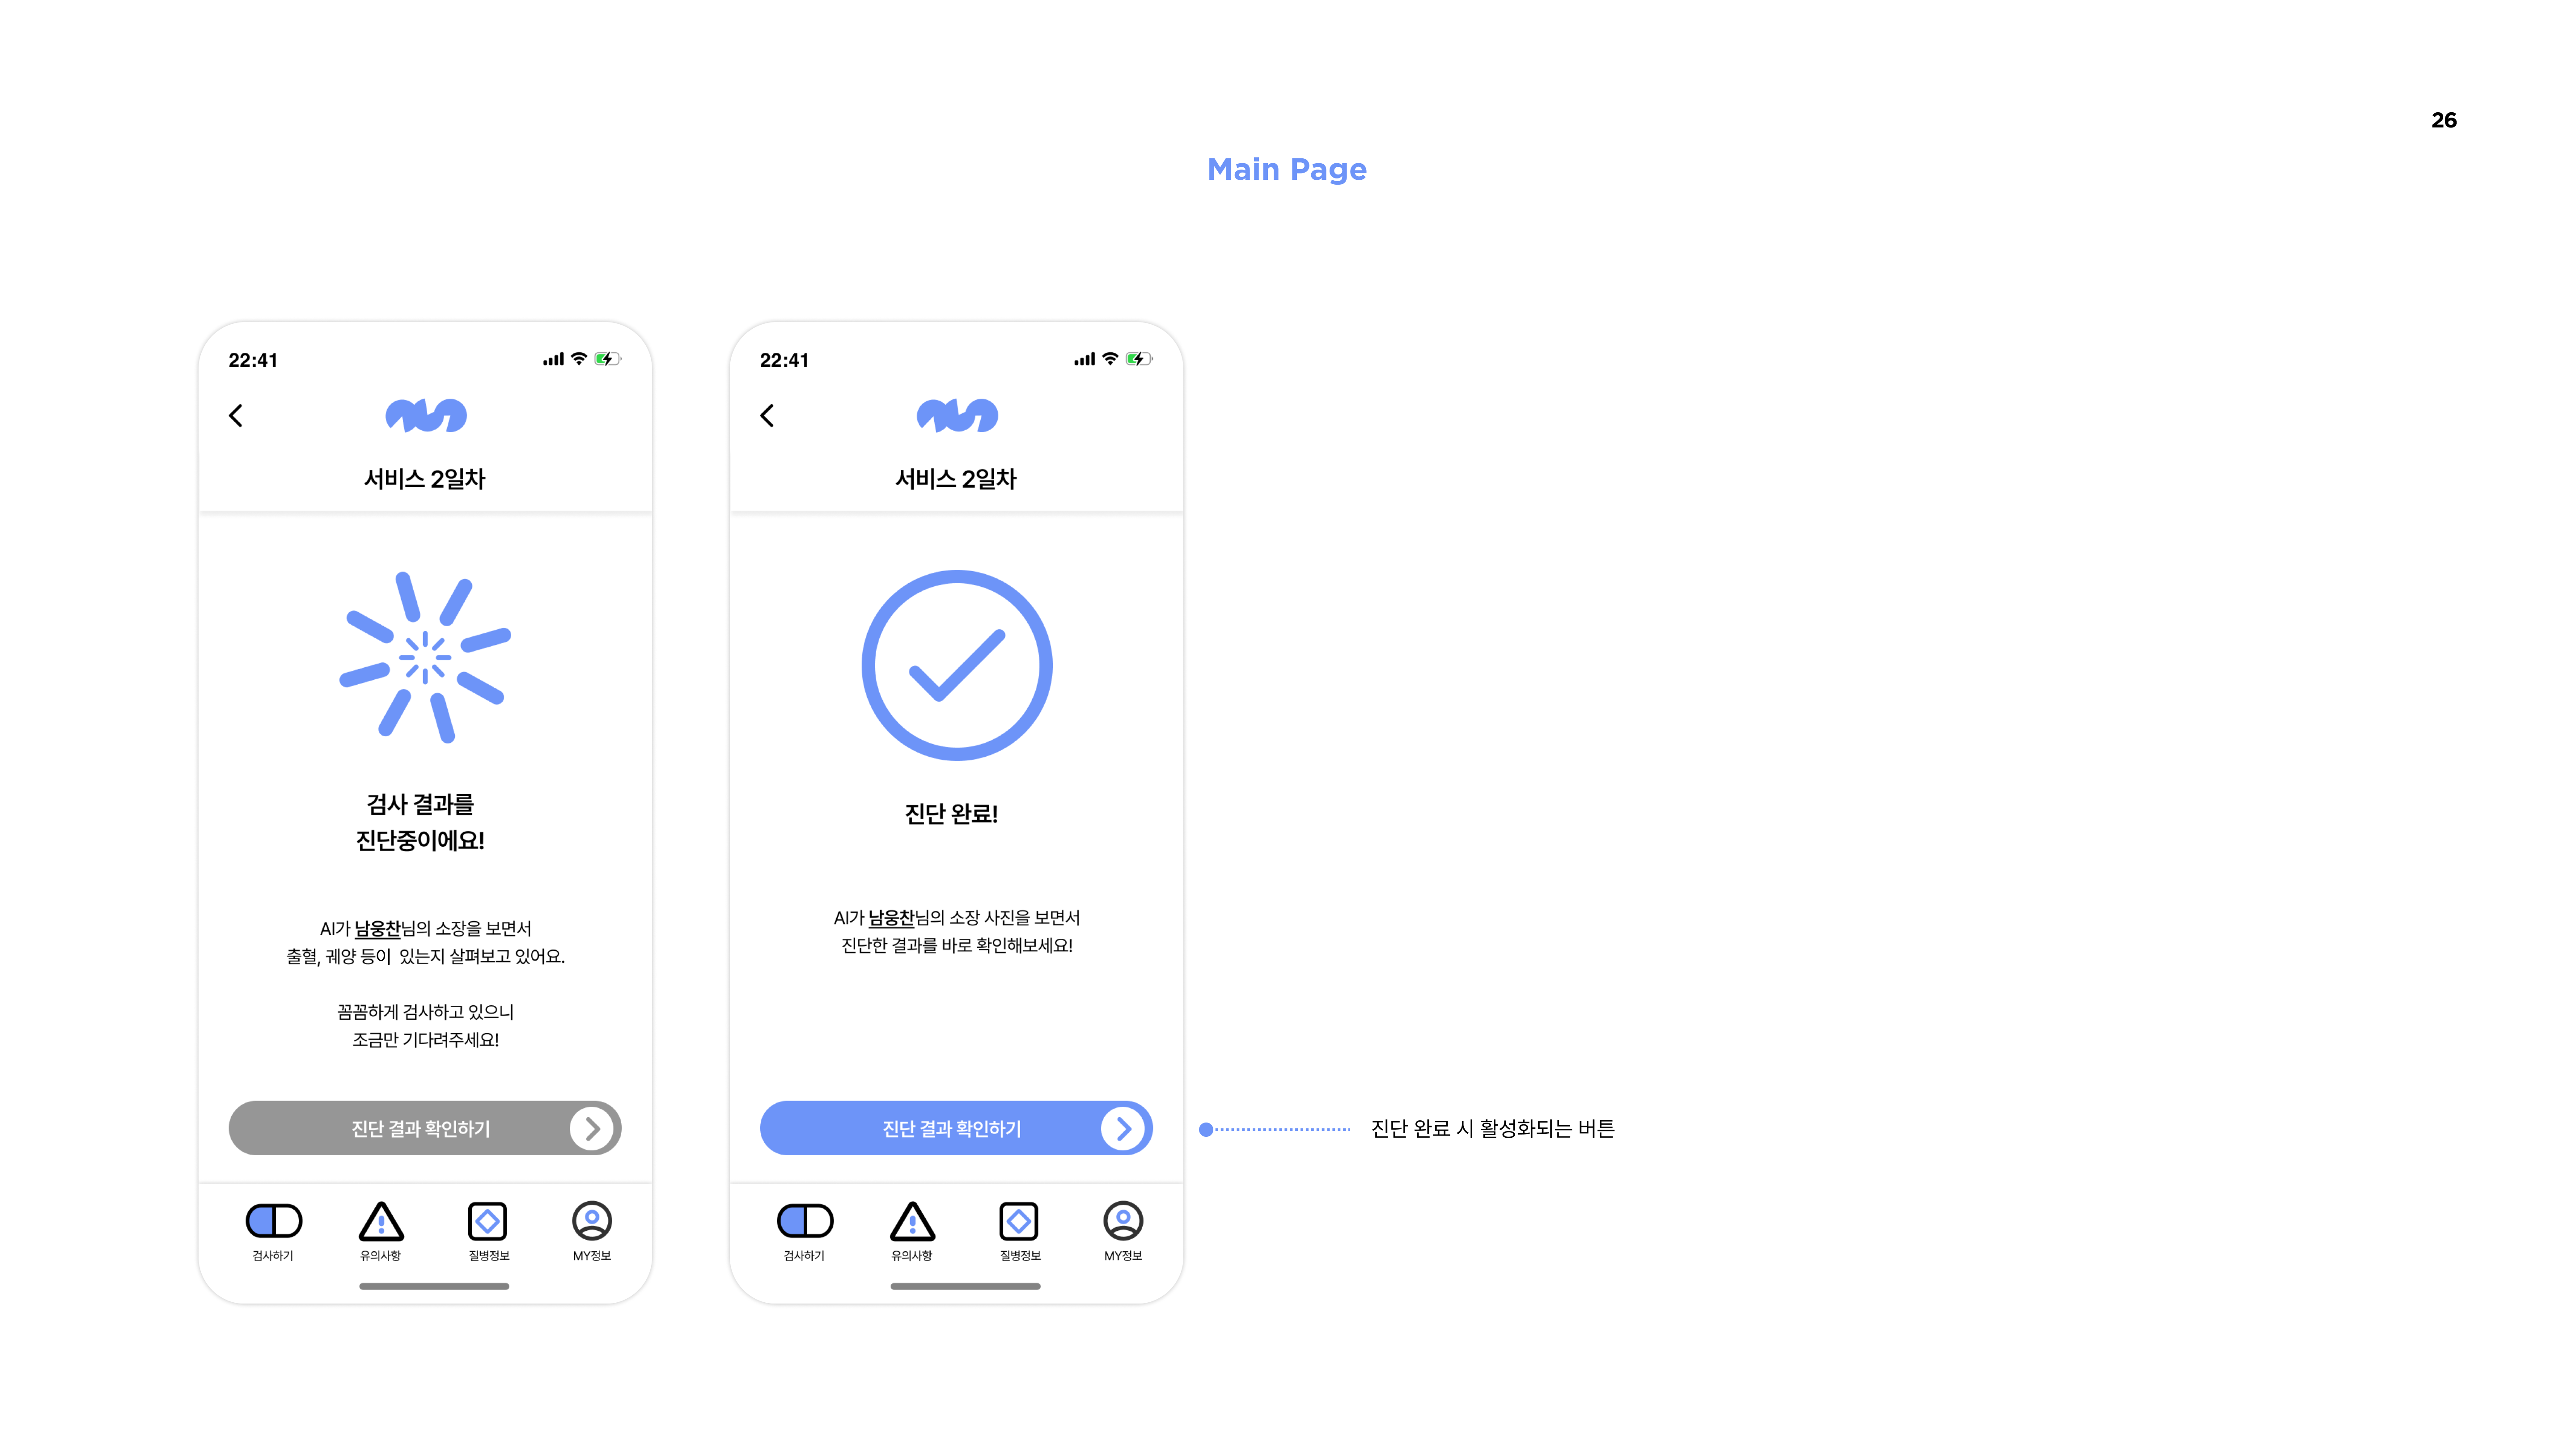 26
Main Page
22:41
서비스 2일차
검사 결과를
진단중이에요!
AI가 남웅찬님의 소장을 보면서
출혈, 궤양 등이 있는지 살펴보고 있어요.
꼼꼼하게 검사하고 있으니
조금만 기다려주세요!
진단 결과 확인하기
검사하기
유의사항
질병정보
MY정보
22:41
서비스 2일차
진단 완료!
AI가 남웅찬님의 소장 사진을 보면서
진단한 결과를 바로 확인해보세요!
진단 결과 확인하기
진단 완료 시 활성화되는 버튼
검사하기
유의사항
질병정보
MY정보